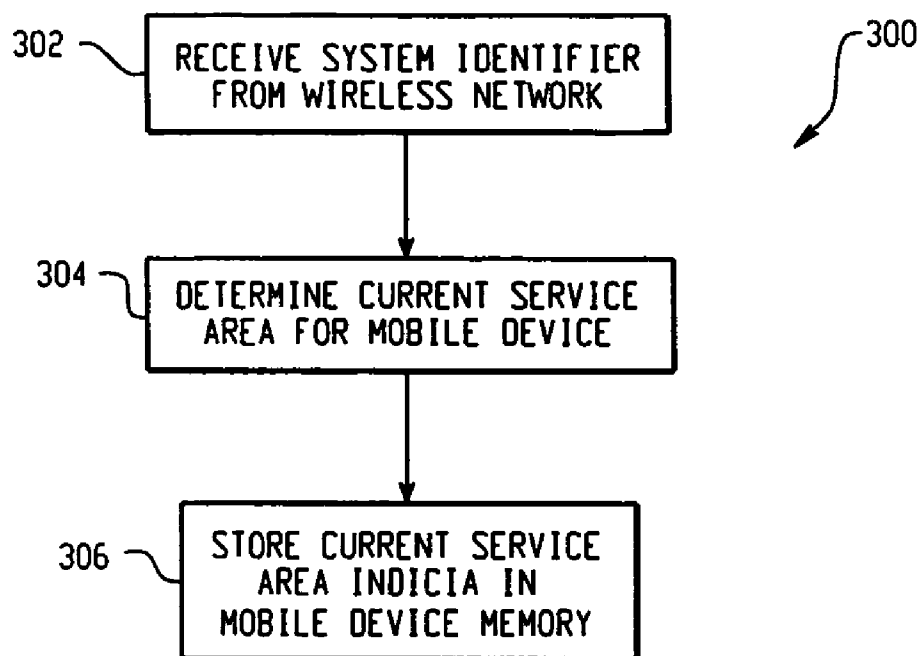 302
RECEIVE SYSTEM IDENTIFIER
FROM WIRELESS NETWORK
300
304
DETERMINE CURRENT SERVICE
AREA FOR MOBILE DEVICE
306
STORE CURRENT SERVICE
AREA INDICIA IN
MOBILE DEVICE MEMORY